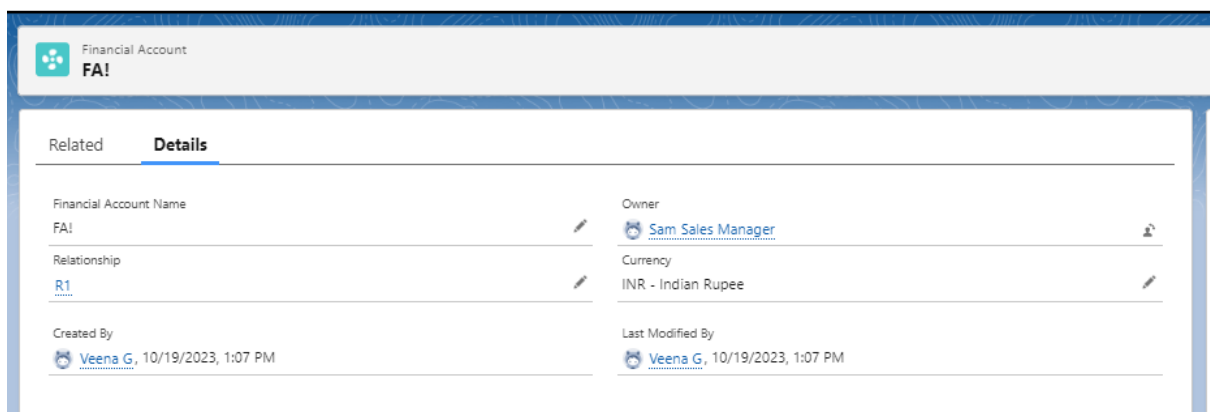 Financial Account
FA!
Related Details
Financial Account Name
FA!
Owner
Sam Sales Manager
Relationship
R1
Currency
INR - Indian Rupee
Created By
Veena G, 10/19/2023, 1:07 PM
Last Modified By
Veena G, 10/19/2023, 1:07 PM